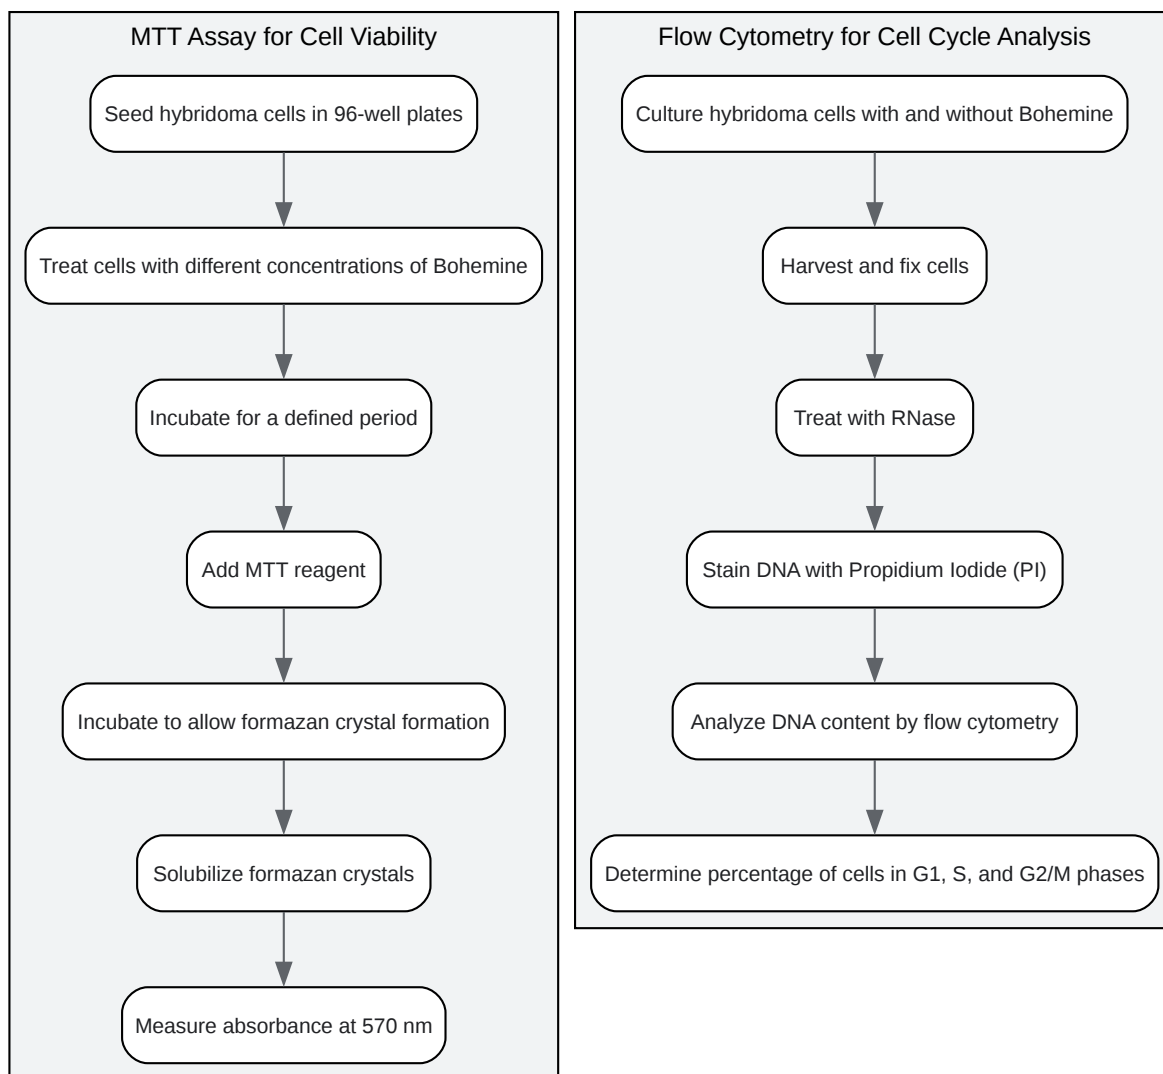 MTT Assay for Cell Viability
Seed hybridoma cells in 96-well plates
Treat cells with different concentrations of Bohemine
Incubate for a defined period
Add MTT reagent
Incubate to allow formazan crystal formation
Solubilize formazan crystals
Measure absorbance at 570 nm
Flow Cytometry for Cell Cycle Analysis
Culture hybridoma cells with and without Bohemine
Harvest and fix cells
Treat with RNase
Stain DNA with Propidium Iodide (PI)
Analyze DNA content by flow cytometry
Determine percentage of cells in G1, S, and G2/M phases